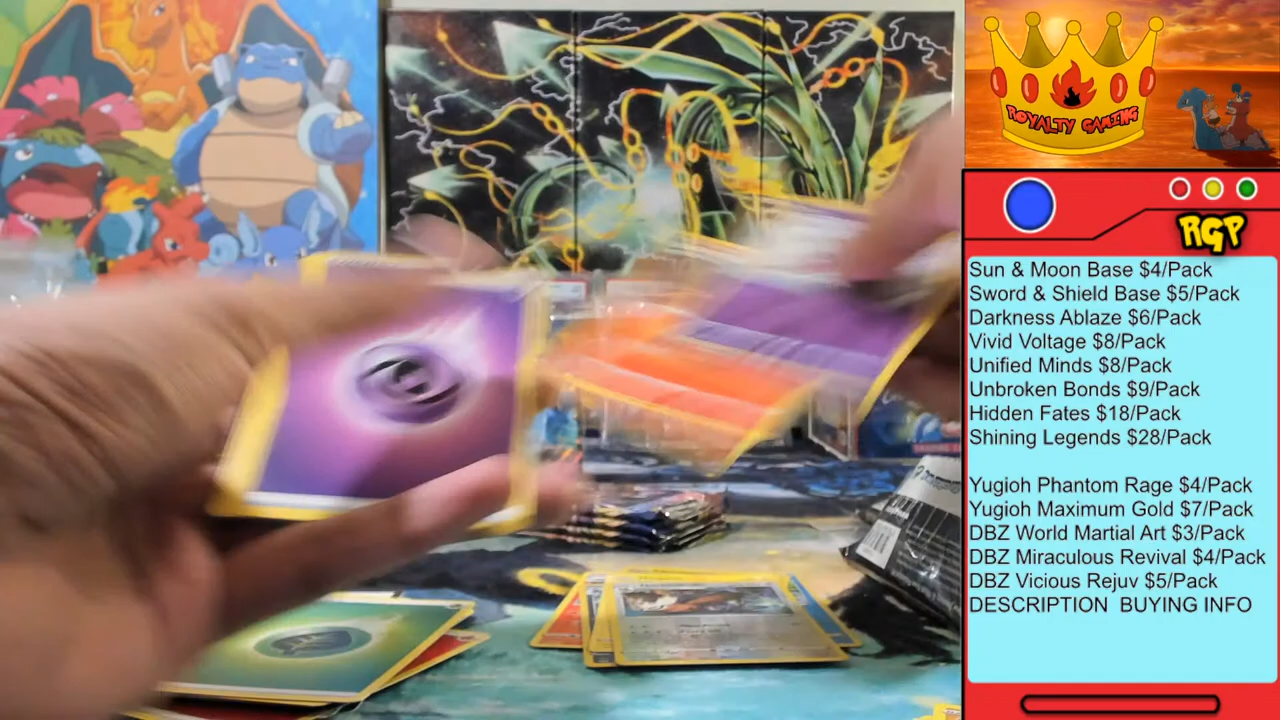 ROYALTY GAMING
RGP
Sun & Moon Base $4/Pack
Sword & Shield Base $5/Pack
Darkness Ablaze $6/Pack
Vivid Voltage $8/Pack
Unified Minds $8/Pack
Unbroken Bonds $9/Pack
Hidden Fates $18/Pack
Shining Legends $28/Pack
Yugioh Phantom Rage $4/Pack
Yugioh Maximum Gold $7/Pack
DBZ World Martial Art $3/Pack
DBZ Miraculous Revival $4/Pack
DBZ Vicious Rejuv $5/Pack
DESCRIPTION BUYING INFO